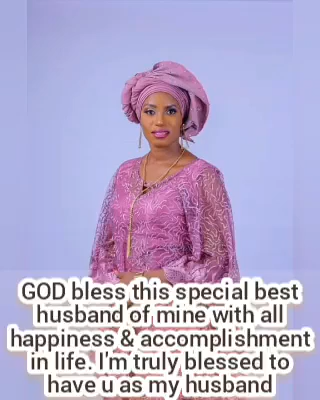 GOD bless this special best
husband of mine with all
happiness & accomplishment
in life. I'm truly blessed to
have u as my husband